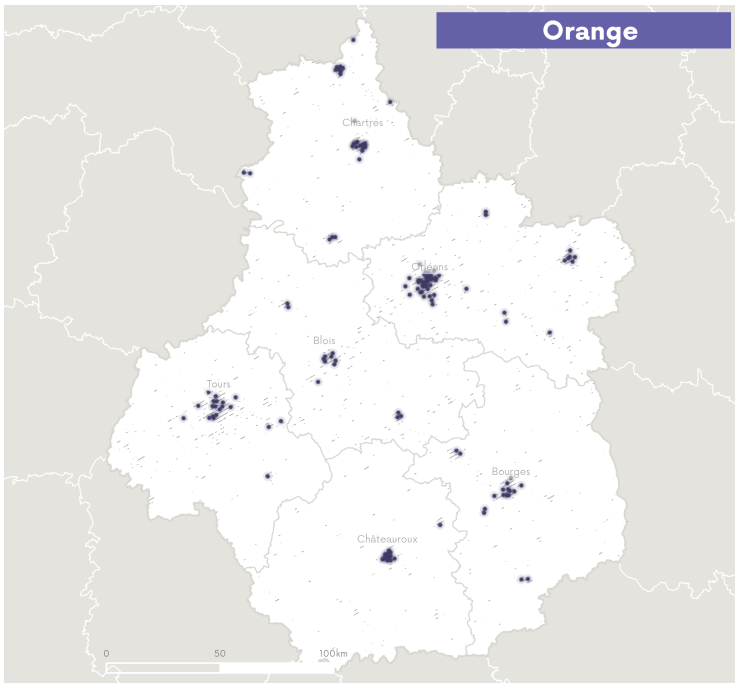 Orange
Chartres
Orléans
Blois
Tours
Bourges
Châteauroux
0 50 100km